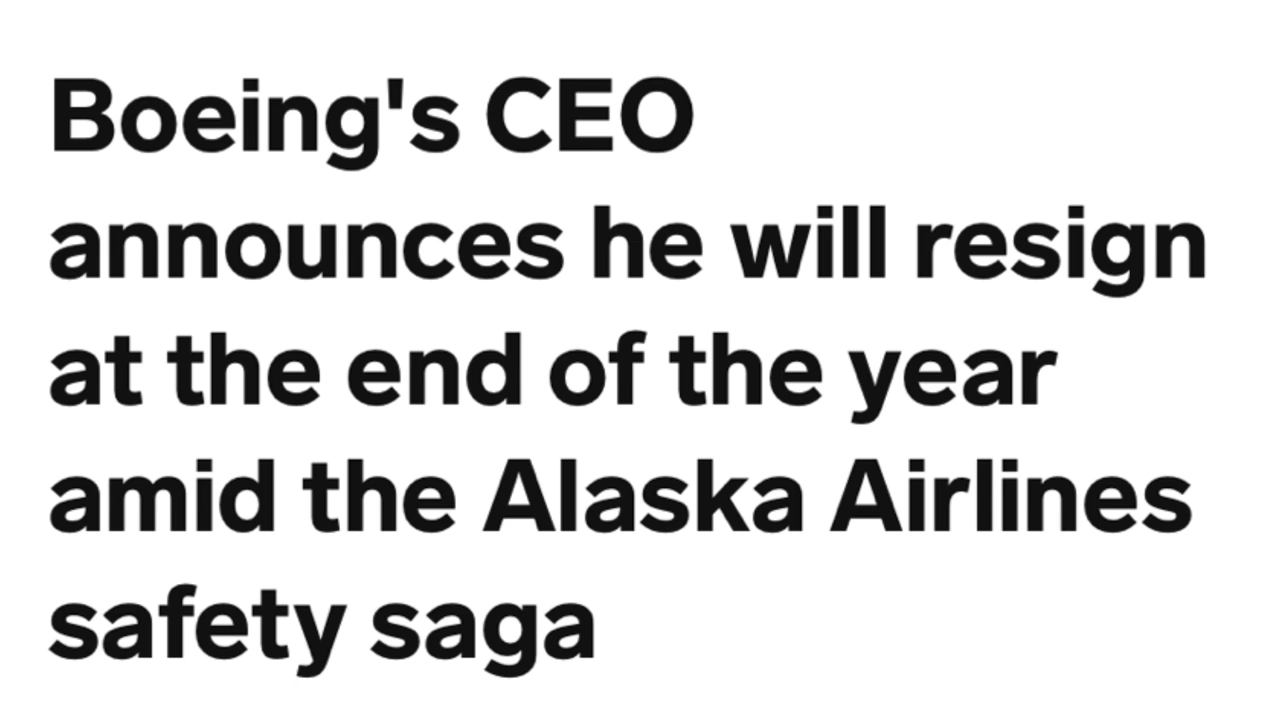 Boeing's CEO
announces he will resign
at the end of the year
amid the Alaska Airlines
safety saga